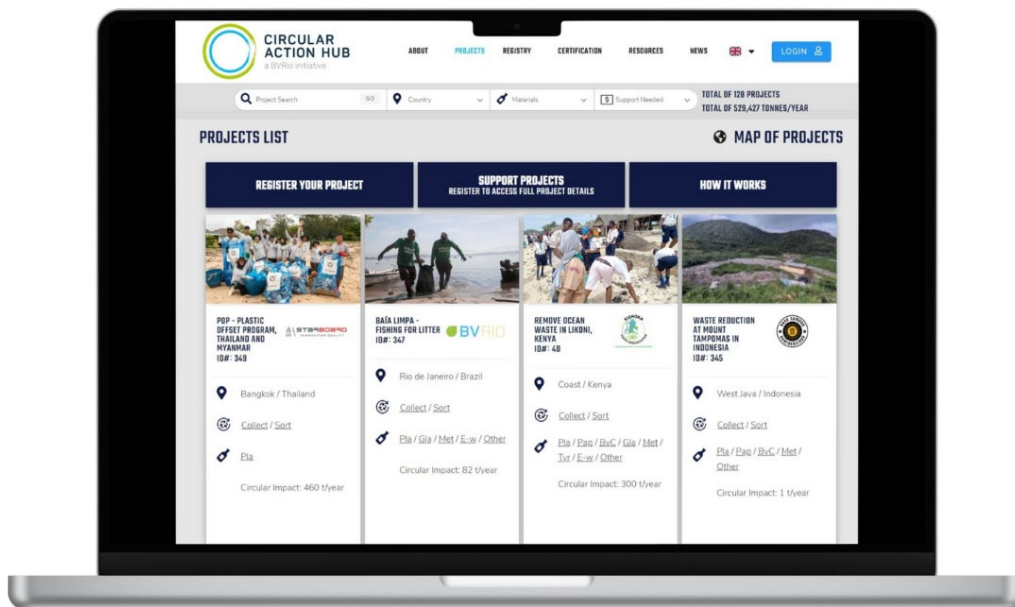 CIRCULAR
ACTION HUB
a BVRio initiative
ABOUT
PROJECTS
REGISTRY
CERTIFICATION
RESOURCES
NEWS
LOGIN
Project Search
GO
Country
Materials
$ Support Needed
TOTAL OF 128 PROJECTS
TOTAL OF 529,427 TONNES/YEAR
PROJECTS LIST
MAP OF PROJECTS
REGISTER YOUR PROJECT
SUPPORT PROJECTS
REGISTER TO ACCESS FULL PROJECT DETAILS
HOW IT WORKS
POP - PLASTIC
OFFSET PROGRAM,
THAILAND AND
MYANMAR
ID#: 349
STARBOARD
Bangkok / Thailand
Collect / Sort
Pla
Circular Impact: 460 t/year
BAÍA LIMPA -
FISHING FOR LITTER
ID#: 347
BVRIO
Rio de Janeiro / Brazil
Collect / Sort
Pla / Gla / Met / E-w / Other
Circular Impact: 82 t/year
REMOVE OCEAN
WASTE IN LIKONI,
KENYA
ID#: 40
Coast / Kenya
Collect / Sort
Pla / Pap / BvC / Gla / Met /
Tyr / E-w / Other
Circular Impact: 300 t/year
WASTE REDUCTION
AT MOUNT
TAMPOMAS IN
INDONESIA
ID#: 345
West Java / Indonesia
Collect / Sort
Pla / Pap / BvC / Met /
Other
Circular Impact: 1 t/year